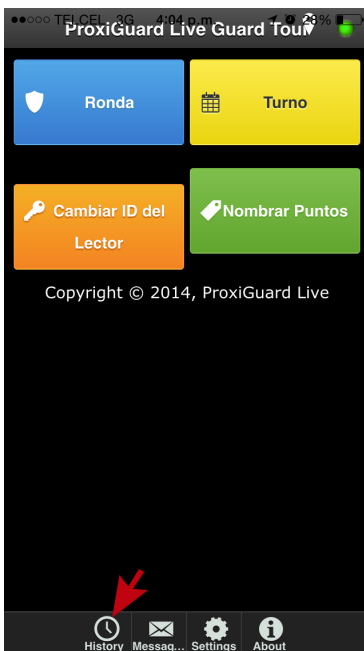 TELCEL 3G 4:04 p.m. 28%
ProxiGuard Live Guard Tour
Ronda
Turno
Cambiar ID del
Lector
Nombrar Puntos
Copyright © 2014, ProxiGuard Live
History Messag... Settings About